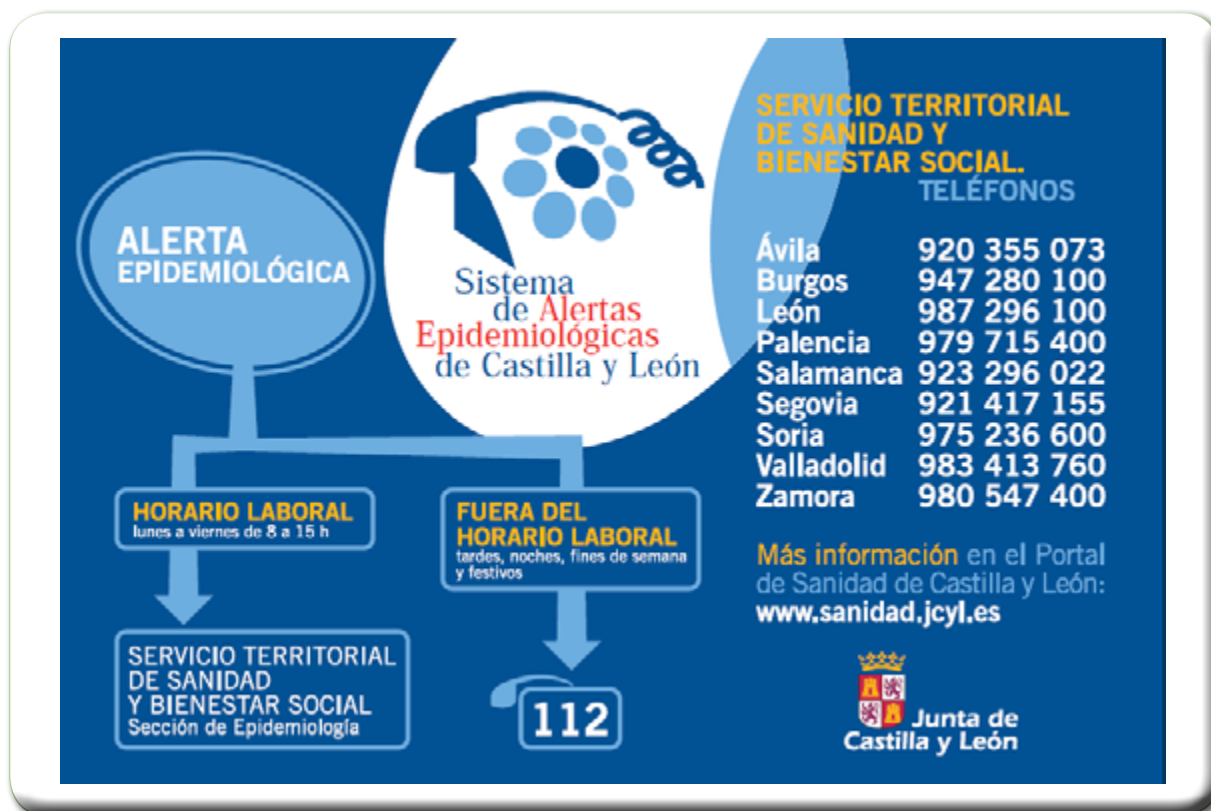 ALERTA
EPIDEMIOLÓGICA
Sistema
de Alertas
Epidemiológicas
de Castilla y León
HORARIO LABORAL
lunes a viernes de 8 a 15 h
SERVICIO TERRITORIAL
DE SANIDAD
Y BIENESTAR SOCIAL
Sección de Epidemiología
FUERA DEL
HORARIO LABORAL
tardes, noches, fines de semana
y festivos
112
SERVICIO TERRITORIAL
DE SANIDAD Y
BIENESTAR SOCIAL.
TELÉFONOS
Ávila 920 355 073
Burgos 947 280 100
León 987 296 100
Palencia 979 715 400
Salamanca 923 296 022
Segovia 921 417 155
Soria 975 236 600
Valladolid 983 413 760
Zamora 980 547 400
Más información en el Portal
de Sanidad de Castilla y León:
www.sanidad.jcyl.es
Junta de
Castilla y León